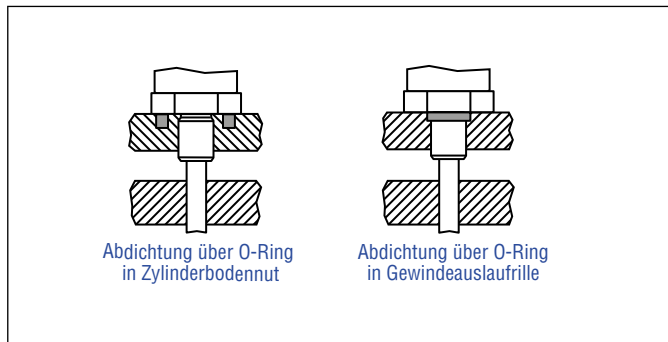 Abdichtung über O-Ring
in Zylinderbodennut
Abdichtung über O-Ring
in Gewindeauslaufrille